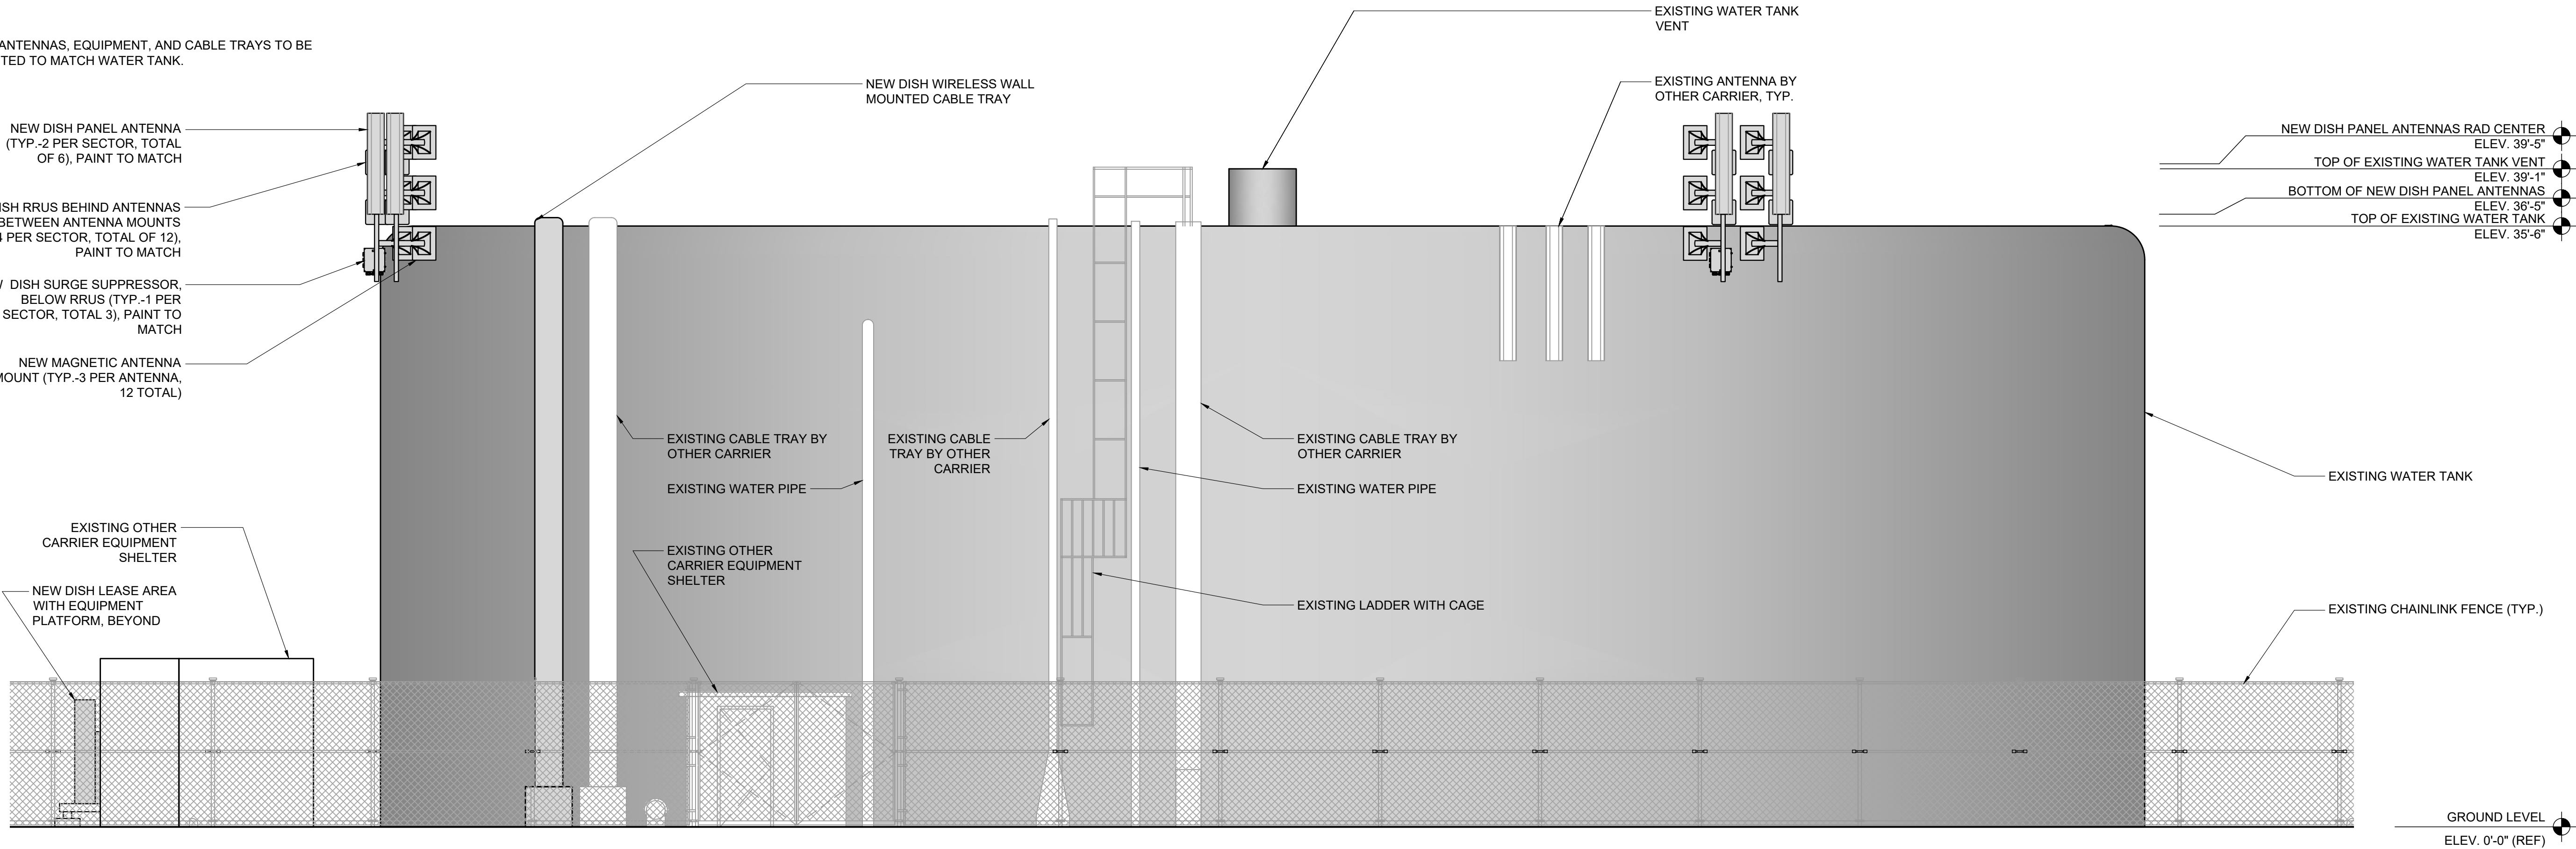 ANTENNAS, EQUIPMENT, AND CABLE TRAYS TO BE
TED TO MATCH WATER TANK.
NEW DISH PANEL ANTENNA
(TYP.-2 PER SECTOR, TOTAL
OF 6), PAINT TO MATCH
ISH RRUS BEHIND ANTENNAS
BETWEEN ANTENNA MOUNTS
4 PER SECTOR, TOTAL OF 12),
PAINT TO MATCH
DISH SURGE SUPPRESSOR,
BELOW RRUS (TYP.-1 PER
SECTOR, TOTAL 3), PAINT TO
MATCH
NEW MAGNETIC ANTENNA
MOUNT (TYP.-3 PER ANTENNA,
12 TOTAL)
EXISTING OTHER
CARRIER EQUIPMENT
SHELTER
NEW DISH LEASE AREA
WITH EQUIPMENT
PLATFORM, BEYOND
NEW DISH WIRELESS WALL
MOUNTED CABLE TRAY
EXISTING CABLE TRAY BY
OTHER CARRIER
EXISTING WATER PIPE
EXISTING OTHER
CARRIER EQUIPMENT
SHELTER
EXISTING CABLE
TRAY BY OTHER
CARRIER
EXISTING CABLE TRAY BY
OTHER CARRIER
EXISTING WATER PIPE
EXISTING LADDER WITH CAGE
EXISTING WATER TANK
VENT
EXISTING ANTENNA BY
OTHER CARRIER, TYP.
NEW DISH PANEL ANTENNAS RAD CENTER
ELEV. 39'-5"
TOP OF EXISTING WATER TANK VENT
ELEV. 39'-1"
BOTTOM OF NEW DISH PANEL ANTENNAS
ELEV. 36'-5"
TOP OF EXISTING WATER TANK
ELEV. 35'-6"
EXISTING WATER TANK
EXISTING CHAINLINK FENCE (TYP.)
GROUND LEVEL
ELEV. 0'-0" (REF)